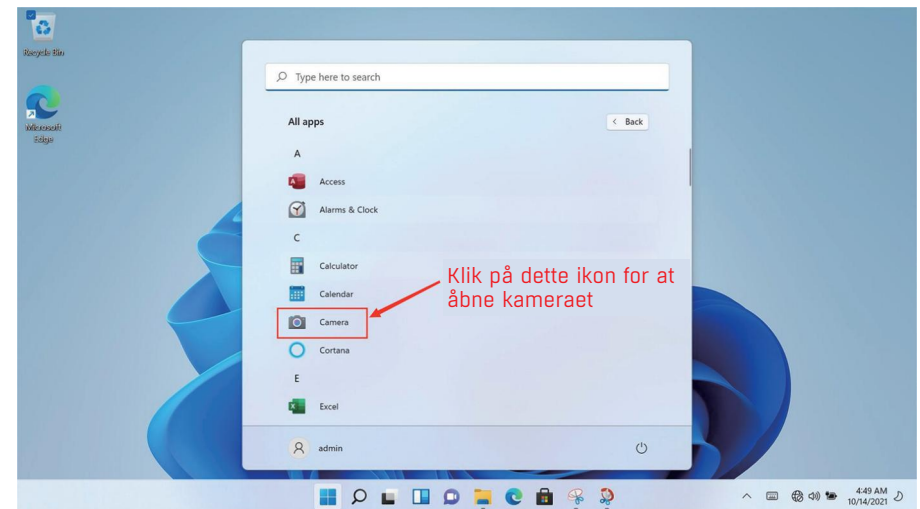 Recycle Bin
Microsoft
Edge
Type here to search
All apps
Back
A
Access
Alarms & Clock
C
Calculator
Calendar
Camera
Cortana
E
Excel
Klik på dette ikon for at
åbne kameraet
admin
4:49 AM
10/14/2021